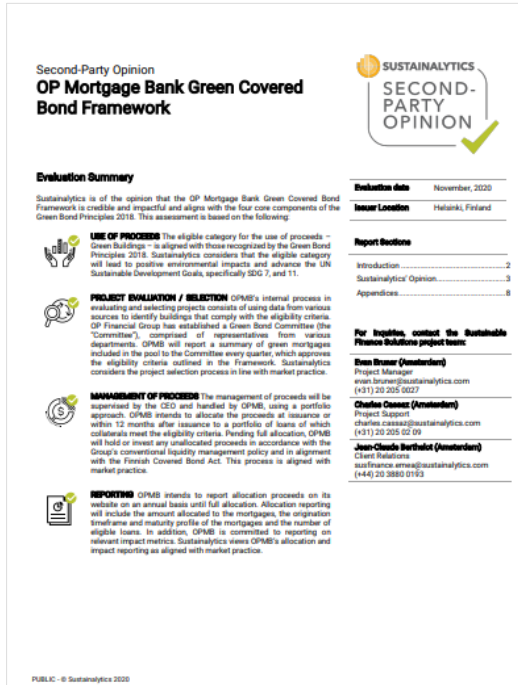 Second-Party Opinion
OP Mortgage Bank Green Covered
Bond Framework
SUSTAINALYTICS
SECOND-
PARTY
OPINION
Evaluation Summary
Sustainalytics is of the opinion that the OP Mortgage Bank Green Covered Bond
Framework is credible and impactful and aligns with the four core components of the
Green Bond Principles 2018. This assessment is based on the following:
USE OF PROCEEDS The eligible category for the use of proceeds –
Green Buildings – is aligned with those recognized by the Green Bond
Principles 2018. Sustainalytics considers that the eligible category
will lead to positive environmental impacts and advance the UN
Sustainable Development Goals, specifically SDG 7, and 11.
PROJECT EVALUATION / SELECTION OPMB's internal process in
evaluating and selecting projects consists of using data from various
sources to identify buildings that comply with the eligibility criteria.
OP Financial Group has established a Green Bond Committee (the
"Committee"), comprised of representatives from various
departments. OPMB will report a summary of green mortgages
included in the pool to the Committee every quarter, which approves
the eligibility criteria outlined in the Framework. Sustainalytics
considers the project selection process in line with market practice.
MANAGEMENT OF PROCEEDS The management of proceeds will be
supervised by the CEO and handled by OPMB, using a portfolio
approach. OPMB intends to allocate the proceeds at issuance or
within 12 months after issuance to a portfolio of loans of which
collaterals meet the eligibility criteria. Pending full allocation, OPMB
will hold or invest any unallocated proceeds in accordance with the
Group's conventional liquidity management policy and in alignment
with the Finnish Covered Bond Act. This process is aligned with
market practice.
REPORTING OPMB intends to report allocation proceeds on its
website on an annual basis until full allocation. Allocation reporting
will include the amount allocated to the mortgages, the origination
timeframe and maturity profile of the mortgages and the number of
eligible loans. In addition, OPMB is committed to reporting on
relevant impact metrics. Sustainalytics views OPMB's allocation and
impact reporting as aligned with market practice.
Evaluation date November, 2020
Issuer Location Helsinki, Finland
Report Sections
Introduction ........................................ 2
Sustainalytics' Opinion ........................ 3
Appendices ........................................ 8
For inquiries, contact the Sustainable
Finance Solutions project team:
Evan Bruner (Amsterdam)
Project Manager
evan.bruner@sustainalytics.com
(+31) 20 205 0027
Charles Cassaz (Amsterdam)
Project Support
charles.cassaz@sustainalytics.com
(+31) 20 205 02 09
Jean-Claude Berthelot (Amsterdam)
Client Relations
susfinance.emea@sustainalytics.com
(+44) 20 3880 0193
PUBLIC - © Sustainalytics 2020